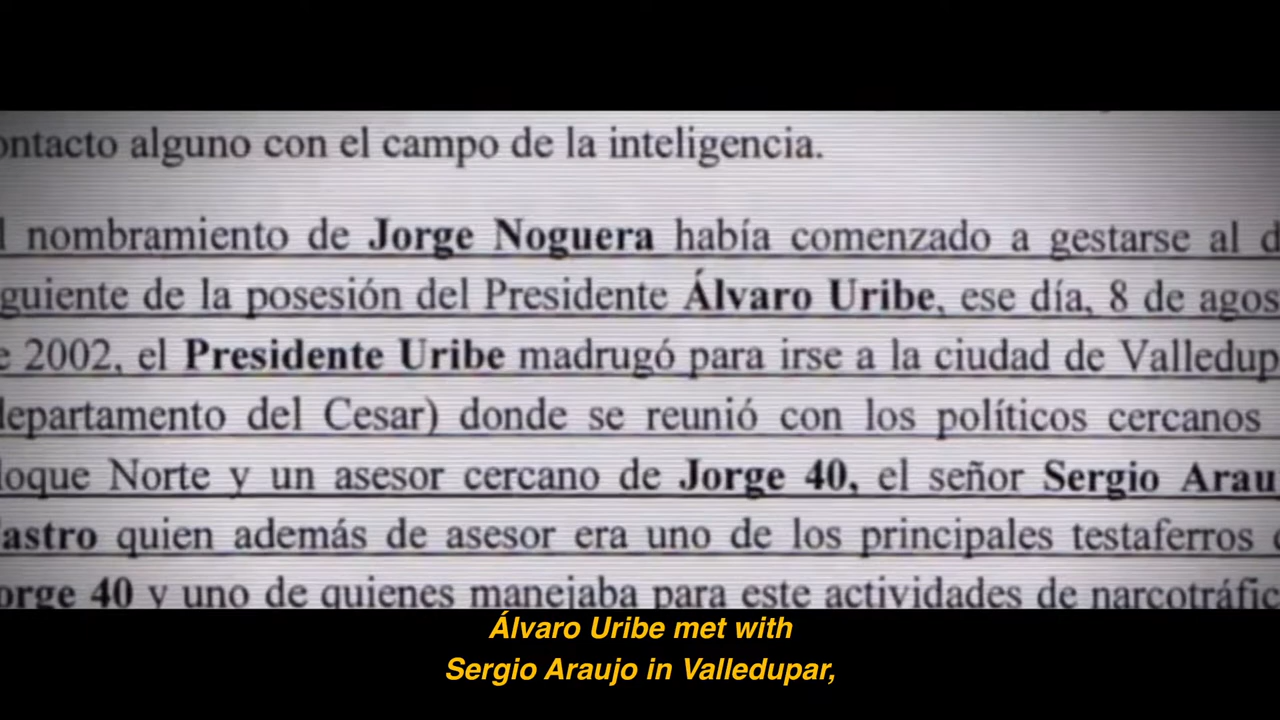 ontacto alguno con el campo de la inteligencia.
nombramiento de Jorge Noguera había comenzado a gestarse al d
guiente de la posesión del Presidente Álvaro Uribe, ese día, 8 de agos
e 2002, el Presidente Uribe madrugó para irse a la ciudad de Valledup
departamento del Cesar) donde se reunió con los políticos cercanos
loque Norte y un asesor cercano de Jorge 40, el señor Sergio Arau
astro quien además de asesor era uno de los principales testaferros
orge 40 y uno de quienes manejaba para este actividades de narcotráfic
Álvaro Uribe met with
Sergio Araujo in Valledupar,